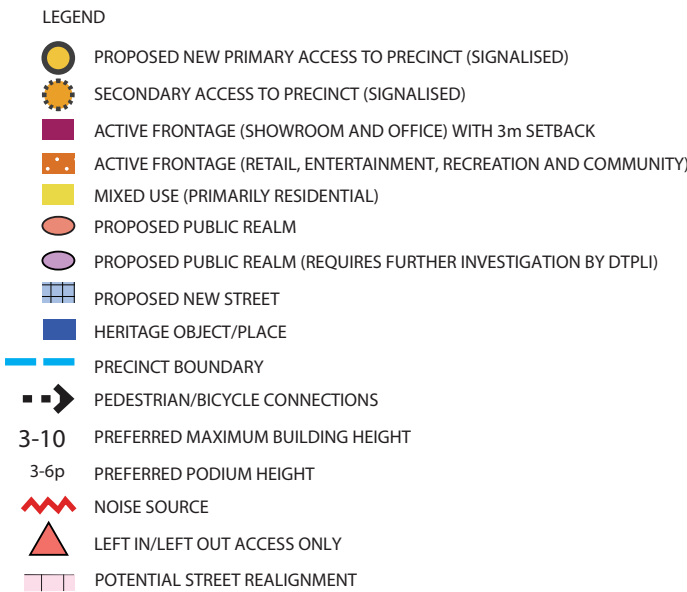 LEGEND
PROPOSED NEW PRIMARY ACCESS TO PRECINCT (SIGNALISED)
SECONDARY ACCESS TO PRECINCT (SIGNALISED)
ACTIVE FRONTAGE (SHOWROOM AND OFFICE) WITH 3m SETBACK
ACTIVE FRONTAGE (RETAIL, ENTERTAINMENT, RECREATION AND COMMUNITY)
MIXED USE (PRIMARILY RESIDENTIAL)
PROPOSED PUBLIC REALM
PROPOSED PUBLIC REALM (REQUIRES FURTHER INVESTIGATION BY DTPLI)
PROPOSED NEW STREET
HERITAGE OBJECT/PLACE
PRECINCT BOUNDARY
PEDESTRIAN/BICYCLE CONNECTIONS
3-10 PREFERRED MAXIMUM BUILDING HEIGHT
3-6p PREFERRED PODIUM HEIGHT
NOISE SOURCE
LEFT IN/LEFT OUT ACCESS ONLY
POTENTIAL STREET REALIGNMENT